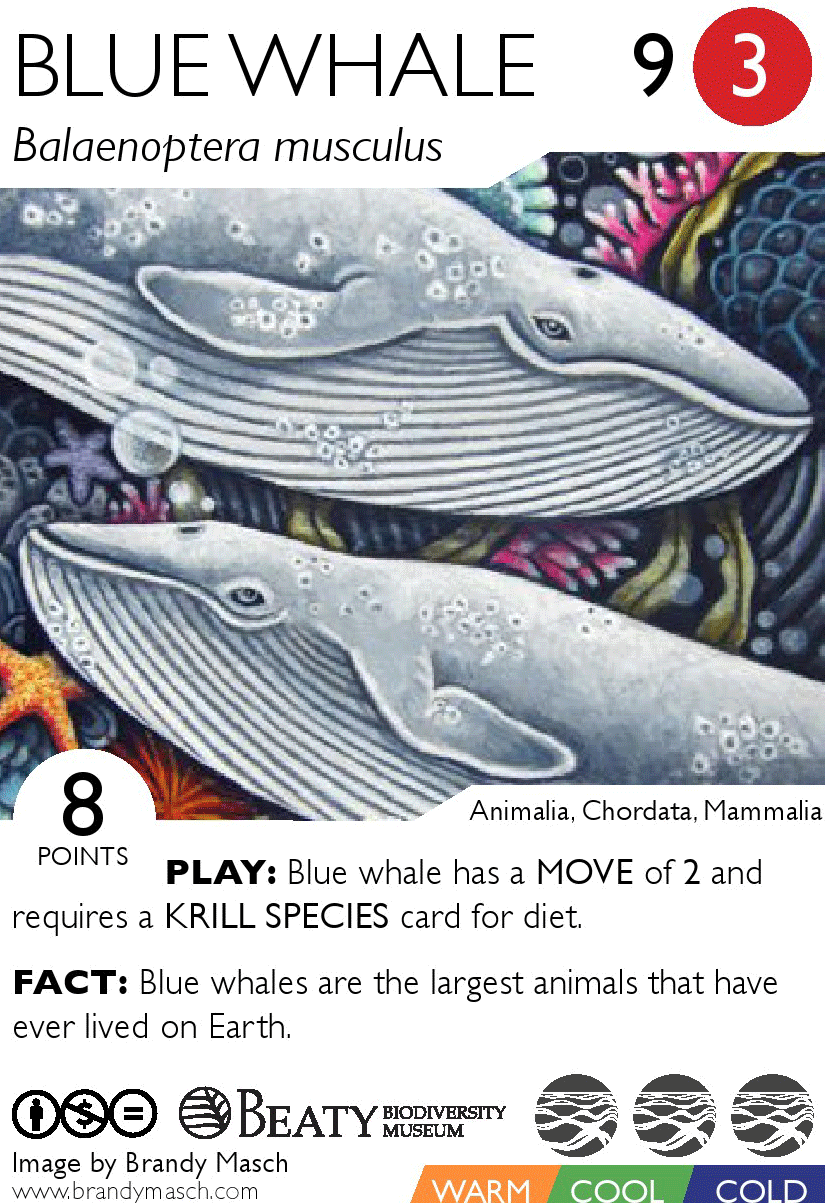 BLUE WHALE 9 3
Balaenoptera musculus
8
POINTS
Animalia, Chordata, Mammalia
PLAY: Blue whale has a MOVE of 2 and
requires a KRILL SPECIES card for diet.
FACT: Blue whales are the largest animals that have
ever lived on Earth.
BEATY BIODIVERSITY
MUSEUM
Image by Brandy Masch
www.brandymasch.com
WARM COOL COLD